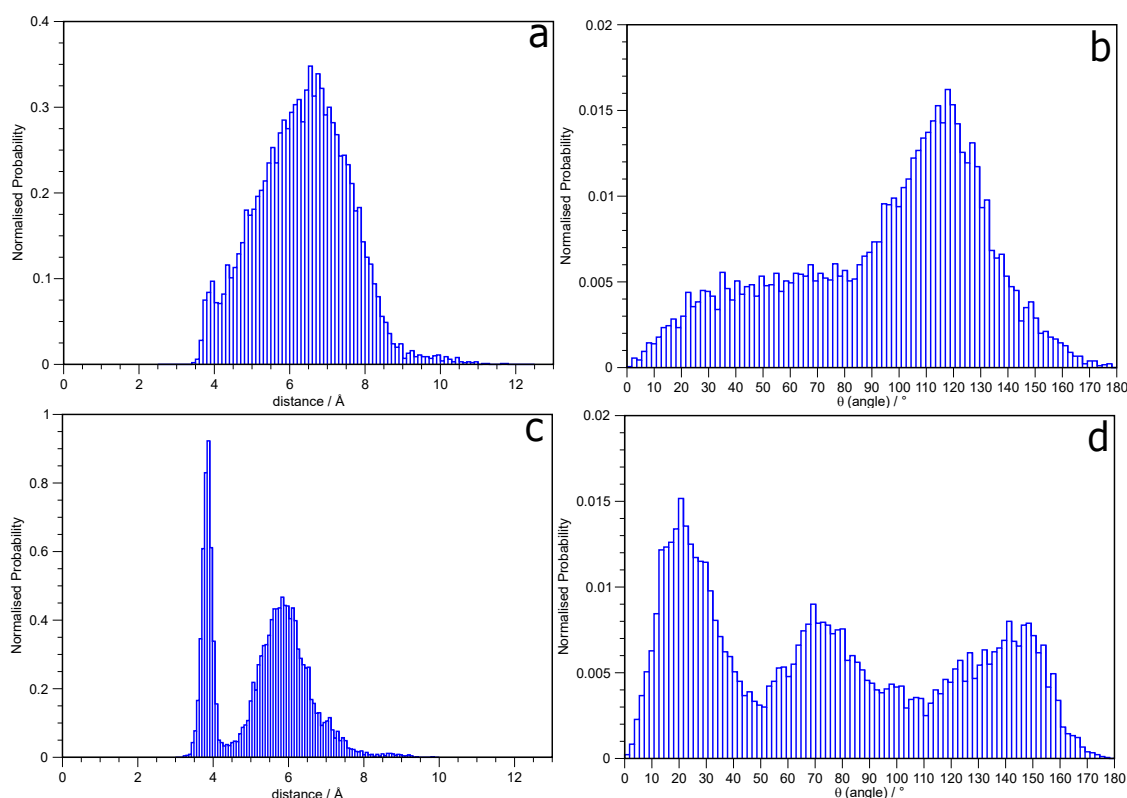 a
0.4
0.3
0.2
0.1
0
Normalised Probability
0 2 4 6 8 10 12
distance / Å
b
0.02
0.015
0.01
0.005
0
Normalised Probability
0 10 20 30 40 50 60 70 80 90 100 110 120 130 140 150 160 170 180
θ (angle) / °
c
1
0.8
0.6
0.4
0.2
0
Normalised Probability
0 2 4 6 8 10 12
distance / Å
d
0.02
0.015
0.01
0.005
0
Normalised Probability
0 10 20 30 40 50 60 70 80 90 100 110 120 130 140 150 160 170 180
θ (angle) / °